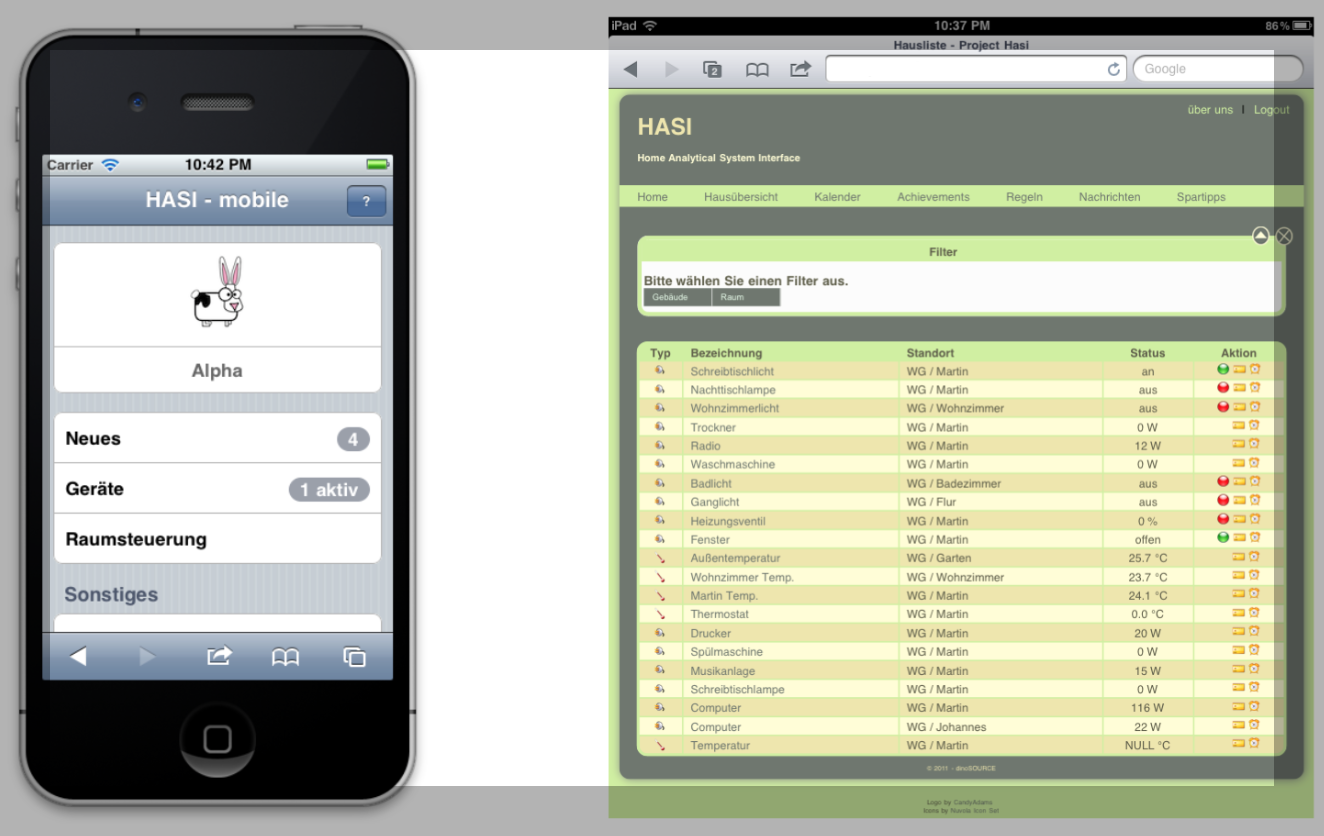 Carrier 10:42 PM
HASI - mobile ?
Alpha
Neues 4
Geräte 1 aktiv
Raumsteuerung
Sonstiges
iPad 10:37 PM 86%
Hausliste - Project Hasi
2 Google
über uns | Logout
HASI
Home Analytical System Interface
Home Hausübersicht Kalender Achievements Regeln Nachrichten Spartipps
Filter
Bitte wählen Sie einen Filter aus.
Gebäude Raum
Typ Bezeichnung Standort Status Aktion
Schreibtischlicht WG / Martin an
Nachttischlampe WG / Martin aus
Wohnzimmerlicht WG / Wohnzimmer aus
Trockner WG / Martin 0 W
Radio WG / Martin 12 W
Waschmaschine WG / Martin 0 W
Badlicht WG / Badezimmer aus
Ganglicht WG / Flur aus
Heizungsventil WG / Martin 0 %
Fenster WG / Martin offen
Außentemperatur WG / Garten 25.7 °C
Wohnzimmer Temp. WG / Wohnzimmer 23.7 °C
Martin Temp. WG / Martin 24.1 °C
Thermostat WG / Martin 0.0 °C
Drucker WG / Martin 20 W
Spülmaschine WG / Martin 0 W
Musikanlage WG / Martin 15 W
Schreibtischlampe WG / Martin 0 W
Computer WG / Martin 116 W
Computer WG / Johannes 22 W
Temperatur WG / Martin NULL °C
© 2011 - dinoSOURCE
Logo by CandyAdams
Icons by Nuvola Icon Set